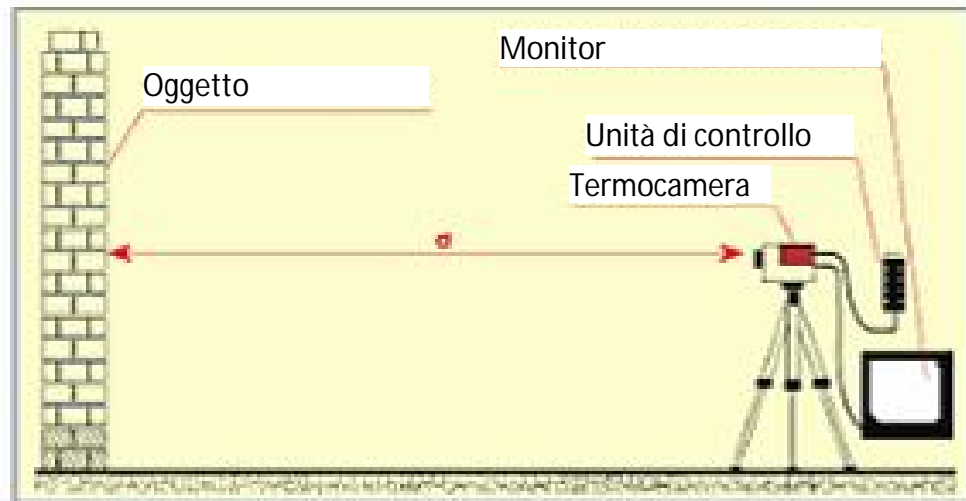 Monitor
Oggetto
Unità di controllo
Termocamera
d